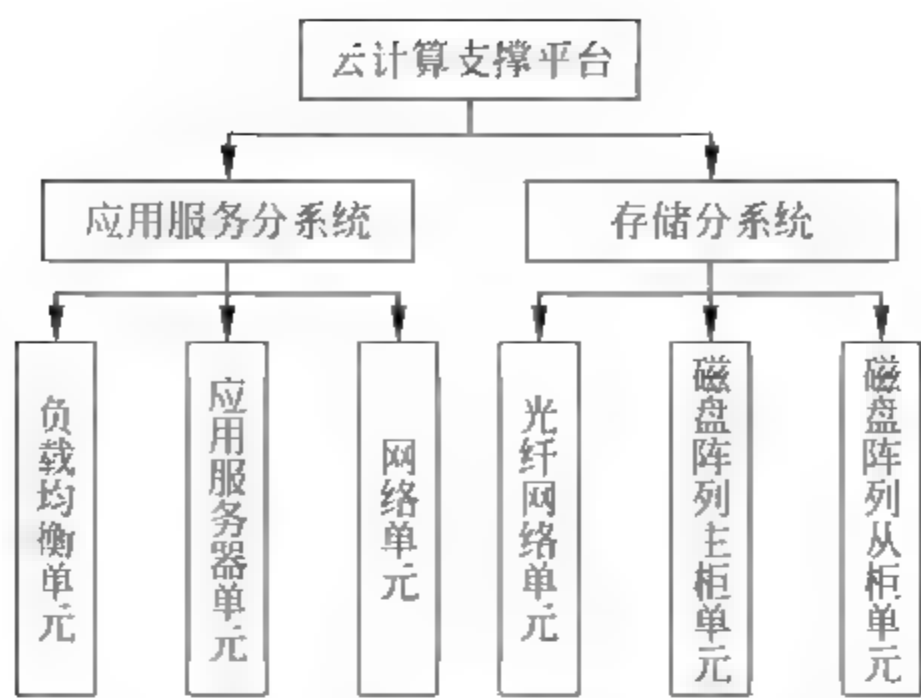 云计算支撑平台
应用服务分系统
存储分系统
负载均衡单元
应用服务器单元
网络单元
光纤网络单元
磁盘阵列主柜单元
磁盘阵列从柜单元